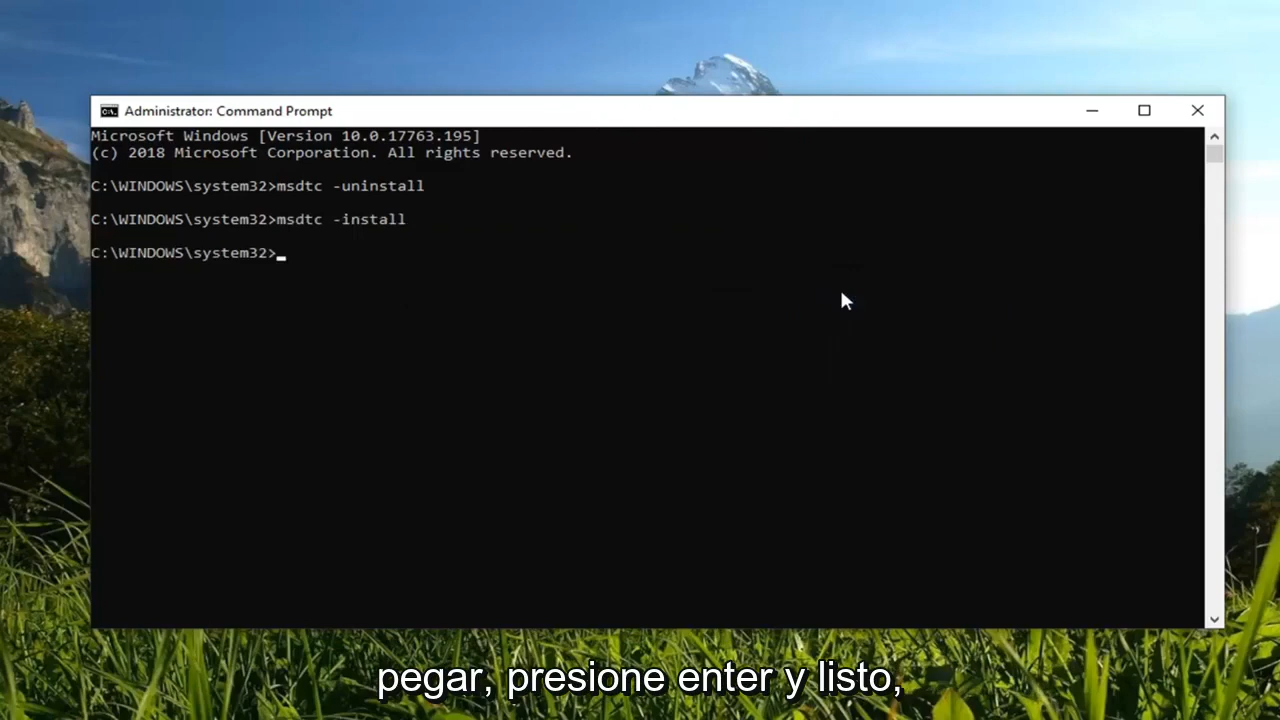 Administrator: Command Prompt
Microsoft Windows [Version 10.0.17763.195]
(c) 2018 Microsoft Corporation. All rights reserved.
C:\WINDOWS\system32>msdtc -uninstall
C:\WINDOWS\system32>msdtc -install
C:\WINDOWS\system32>
pegar, presione enter y listo,